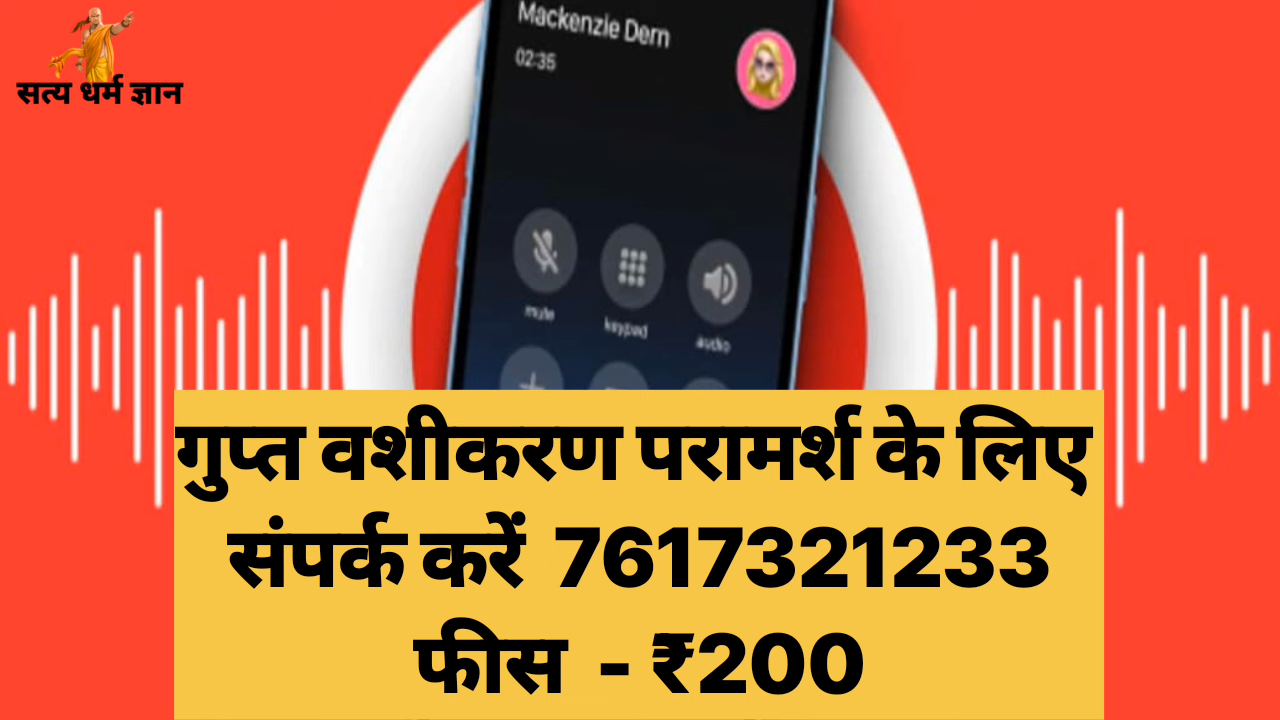 सत्य धर्म ज्ञान
Mackenzie Dern
02:35
mute
keypad
audio
गुप्त वशीकरण परामर्श के लिए
संपर्क करें 7617321233
फीस - ₹200